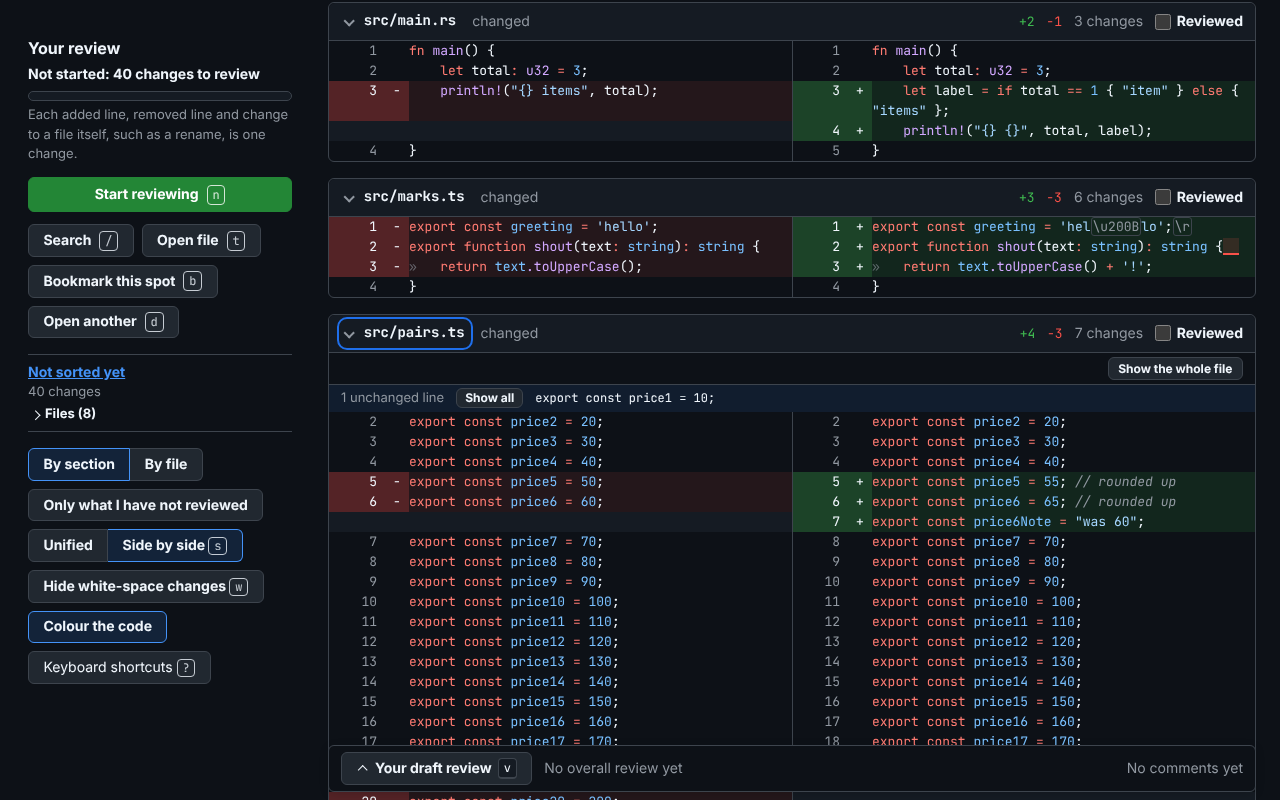 Your review
Not started: 40 changes to review
Each added line, removed line and change
to a file itself, such as a rename, is one
change.
Start reviewing n
Search / Open file t
Bookmark this spot b
Open another d
Not sorted yet
40 changes
Files (8)
By section By file
Only what I have not reviewed
Unified Side by side s
Hide white-space changes w
Colour the code
Keyboard shortcuts ?
src/main.rs changed +2 -1 3 changes Reviewed
1 fn main() { 1 fn main() {
2 let total: u32 = 3; 2 let total: u32 = 3;
3 - println!("{} items", total); 3 + let label = if total == 1 { "item" } else {
"items" };
4 + println!("{} {}", total, label);
4 } 5 }
src/marks.ts changed +3 -3 6 changes Reviewed
1 - export const greeting = 'hello'; 1 + export const greeting = 'hel\u200Blo';\r
2 - export function shout(text: string): string { 2 + export function shout(text: string): string {
3 - » return text.toUpperCase(); 3 + » return text.toUpperCase() + '!';
4 } 4 }
src/pairs.ts changed +4 -3 7 changes Reviewed
Show the whole file
1 unchanged line Show all export const price1 = 10;
2 export const price2 = 20; 2 export const price2 = 20;
3 export const price3 = 30; 3 export const price3 = 30;
4 export const price4 = 40; 4 export const price4 = 40;
5 - export const price5 = 50; 5 + export const price5 = 55; // rounded up
6 - export const price6 = 60; 6 + export const price6 = 65; // rounded up
7 + export const price6Note = "was 60";
7 export const price7 = 70; 8 export const price7 = 70;
8 export const price8 = 80; 9 export const price8 = 80;
9 export const price9 = 90; 10 export const price9 = 90;
10 export const price10 = 100; 11 export const price10 = 100;
11 export const price11 = 110; 12 export const price11 = 110;
12 export const price12 = 120; 13 export const price12 = 120;
13 export const price13 = 130; 14 export const price13 = 130;
14 export const price14 = 140; 15 export const price14 = 140;
15 export const price15 = 150; 16 export const price15 = 150;
16 export const price16 = 160; 17 export const price16 = 160;
17 export const price17 = 170; 18 export const price17 = 170;
Your draft review v No overall review yet No comments yet